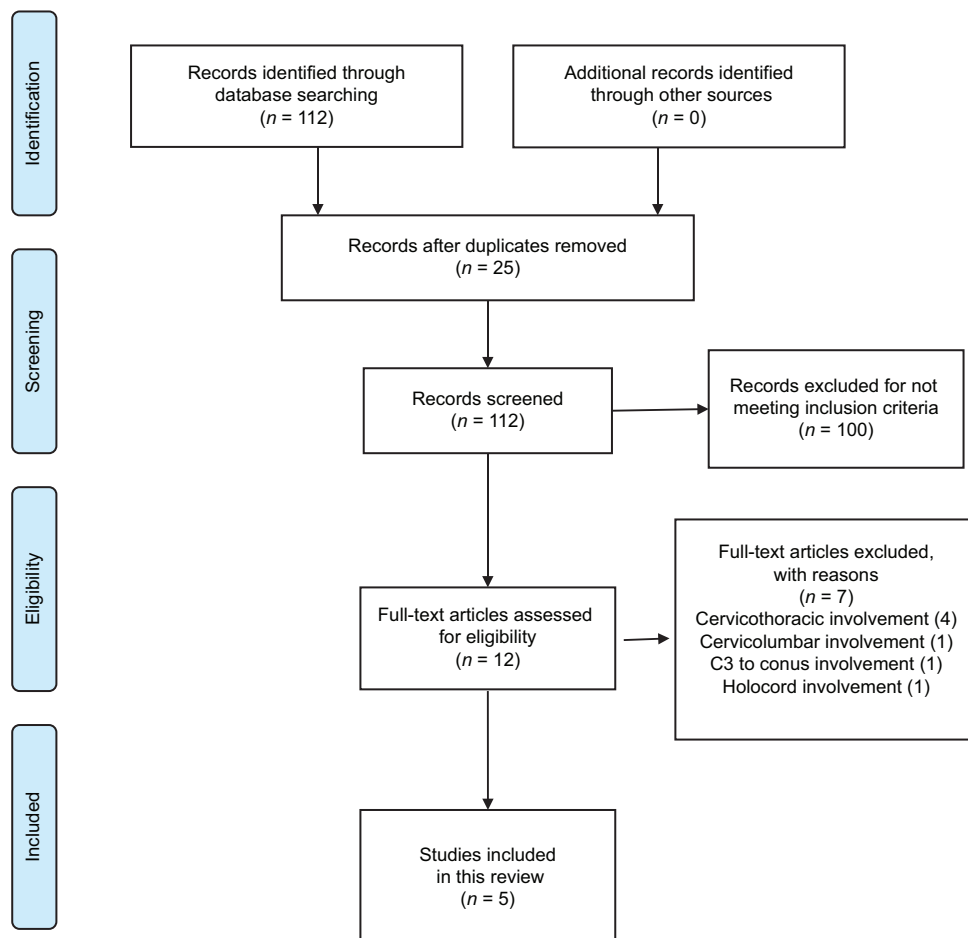 Identification
Records identified through
database searching
(n = 112)
Additional records identified
through other sources
(n = 0)
Records after duplicates removed
(n = 25)
Screening
Records screened
(n = 112)
Records excluded for not
meeting inclusion criteria
(n = 100)
Eligibility
Full-text articles assessed
for eligibility
(n = 12)
Full-text articles excluded,
with reasons
(n = 7)
Cervicothoracic involvement (4)
Cervicolumbar involvement (1)
C3 to conus involvement (1)
Holocord involvement (1)
Included
Studies included
in this review
(n = 5)